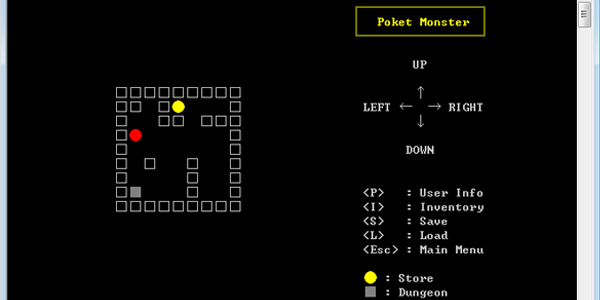 Poket Monster
UP
LEFT ← → RIGHT
DOWN
<P> : User Info
<I> : Inventory
<S> : Save
<L> : Load
<Esc> : Main Menu
: Store
: Dungeon